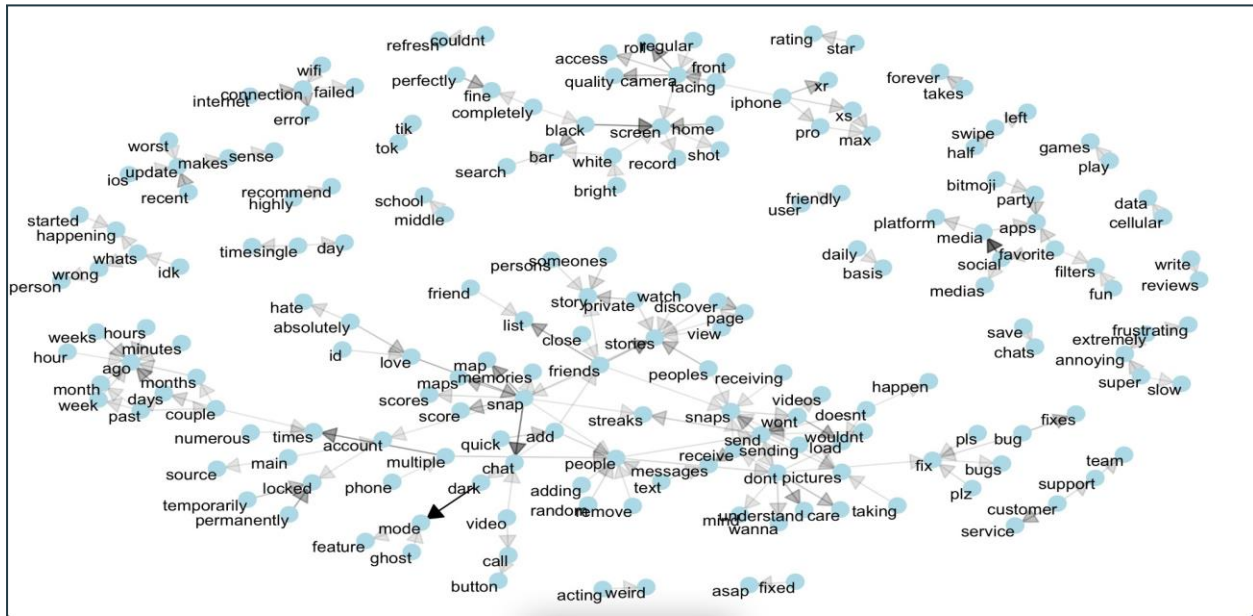 refresh couldnt
access roll regular
rating star
wifi
connection failed
internet
error
perfectly
fine
completely
quality camera front
facing
iphone xr
xs
pro max
forever
takes
left
swipe
half
games
play
tik
tok
black screen home
bar white record shot
search
bright
worst
update makes sense
ios
recent
recommend
highly
school
middle
friendly
user
bitmoji
party
platform apps
media
social favorite
medias filters
fun
data
cellular
started
happening
whats
wrong idk
person
timesingle day
daily
basis
write
reviews
persons someones
friend story private watch
discover
page
list close stories view
hate
absolutely
id love
map
maps memories
friends
peoples receiving
scores snap
score
save
chats
extremely frustrating
annoying
super slow
weeks hours
hour minutes
ago
month months
week days
past couple
numerous times
account
quick add
streaks snaps videos
wont doesnt happen
send wouldnt
sending load
source main multiple chat people messages receive
dont pictures
temporarily locked phone dark
permanently
adding text
random remove
mode video
feature ghost
call
button
mind understand care taking
wanna
pls bug fixes
fix bugs
plz
team
support
customer
service
acting weird
asap fixed